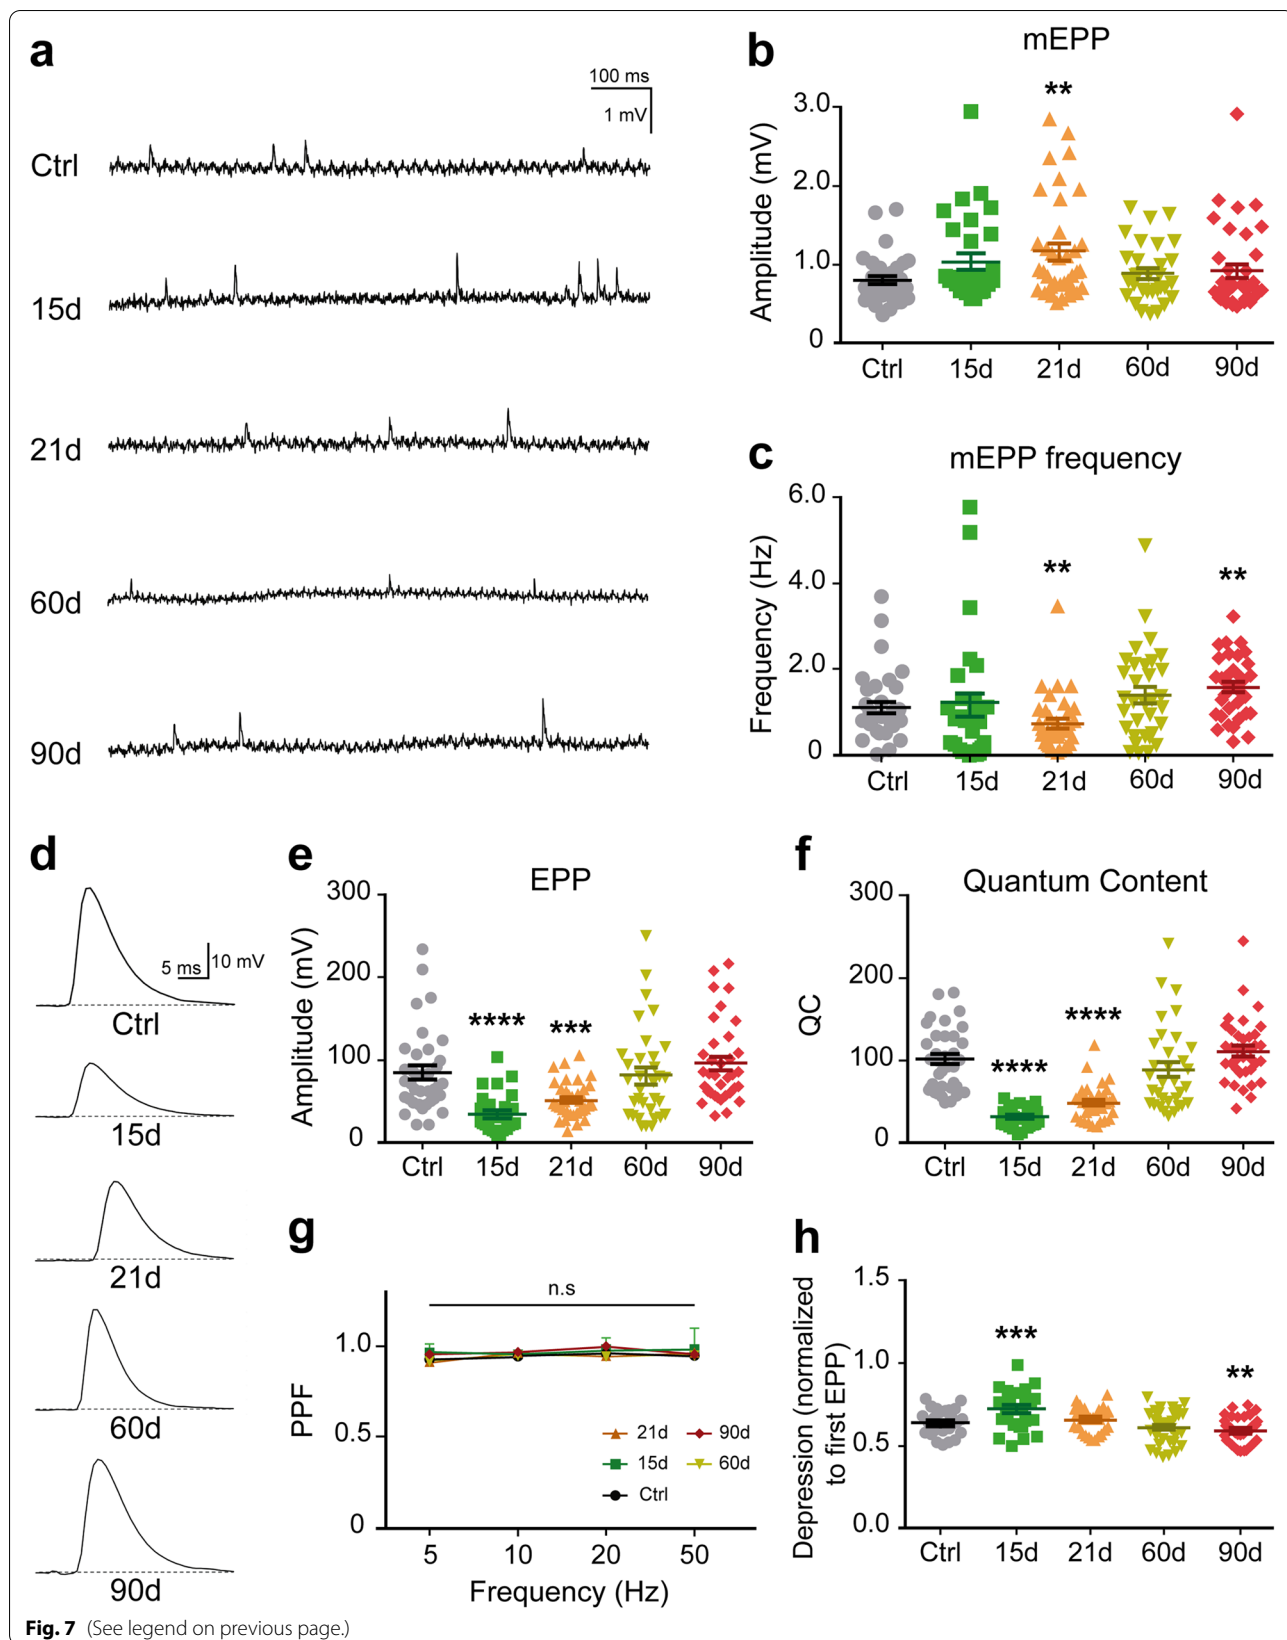 a
100 ms
1 mV
Ctrl
15d
21d
60d
90d
b
mEPP
**
Amplitude (mV)
3.0
2.0
1.0
0
Ctrl 15d 21d 60d 90d
c
mEPP frequency
** **
Frequency (Hz)
6.0
4.0
2.0
0
Ctrl 15d 21d 60d 90d
d
5 ms 10 mV
Ctrl
15d
21d
60d
90d
e
EPP
**** ***
Amplitude (mV)
300
200
100
0
Ctrl 15d 21d 60d 90d
f
Quantum Content
**** ****
QC
300
200
100
0
Ctrl 15d 21d 60d 90d
g
n.s
PPF
1.0
0.5
0
21d 90d
15d 60d
Ctrl
5 10 20 50
Frequency (Hz)
h
*** **
Depression (normalized
to first EPP)
1.5
1.0
0.5
0.0
Ctrl 15d 21d 60d 90d
Fig. 7 (See legend on previous page.)